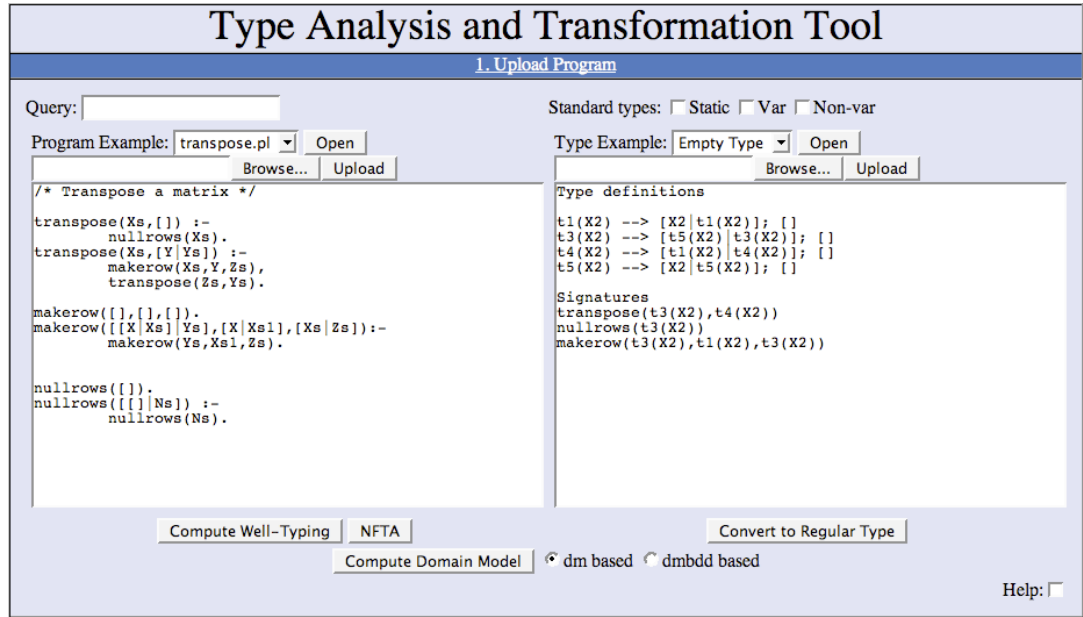 Type Analysis and Transformation Tool
1. Upload Program
Query:
Standard types: Static Var Non-var
Program Example: transpose.pl Open
Browse... Upload
/* Transpose a matrix */
transpose(Xs,[]) :-
        nullrows(Xs).
transpose(Xs,[Y|Ys]) :-
        makerow(Xs,Y,Zs),
        transpose(Zs,Ys).
makerow([],[],[]).
makerow([[X|Xs]|Ys],[X|Xs1],[Xs|Zs]):-
        makerow(Ys,Xs1,Zs).
nullrows([]).
nullrows([[]|Ns]) :-
        nullrows(Ns).
Type Example: Empty Type Open
Browse... Upload
Type definitions
t1(X2) --> [X2|t1(X2)]; []
t3(X2) --> [t5(X2)|t3(X2)]; []
t4(X2) --> [t1(X2)|t4(X2)]; []
t5(X2) --> [X2|t5(X2)]; []
Signatures
transpose(t3(X2),t4(X2))
nullrows(t3(X2))
makerow(t3(X2),t1(X2),t3(X2))
Compute Well-Typing NFTA
Convert to Regular Type
Compute Domain Model dm based dmbdd based
Help: